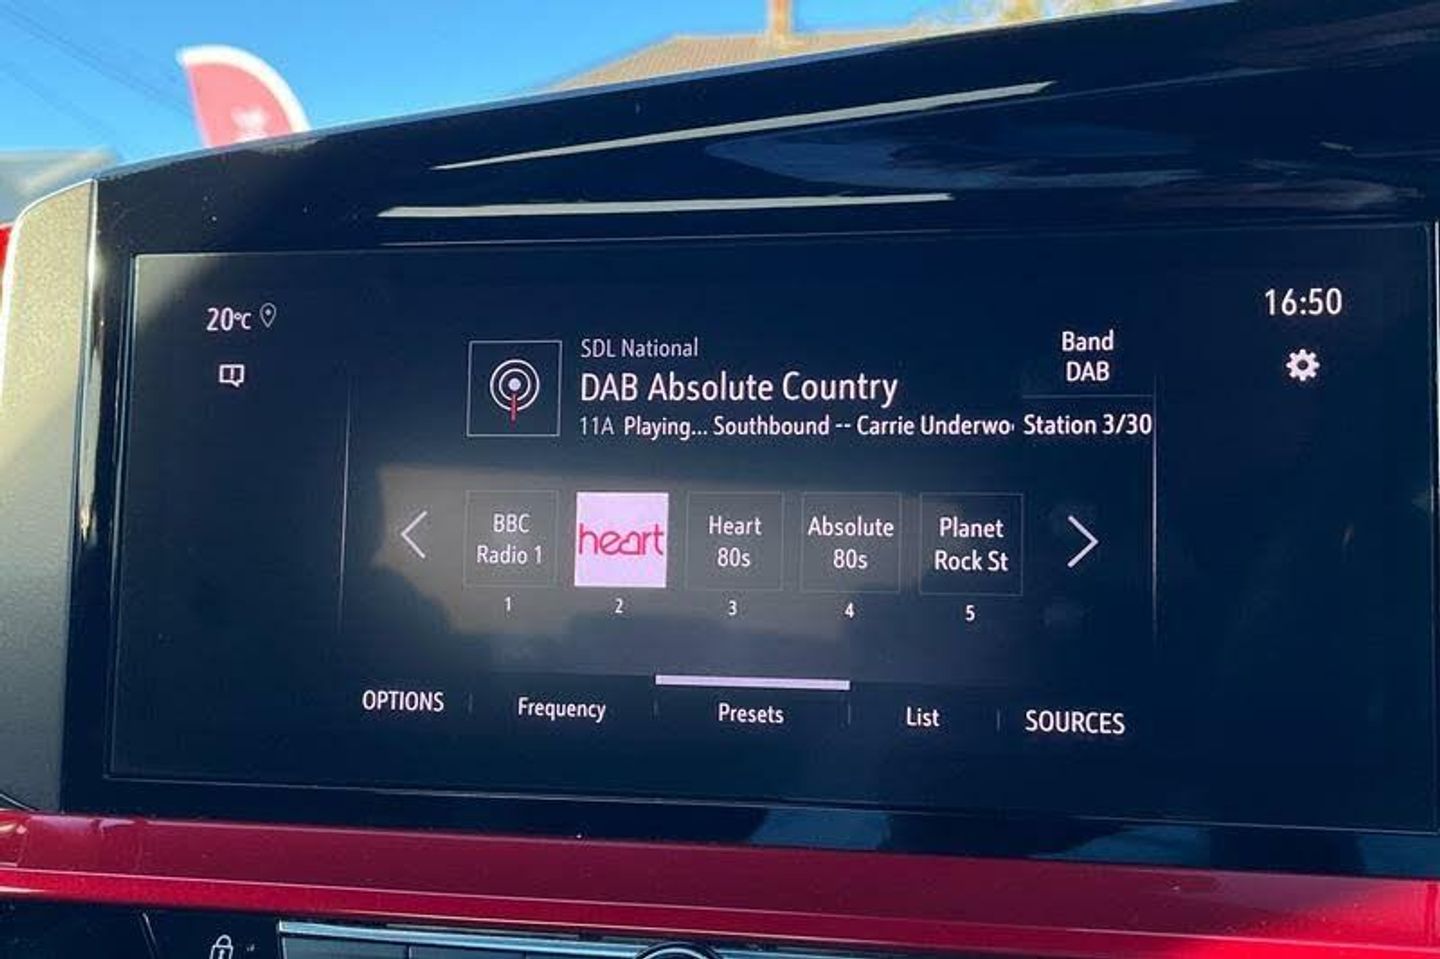 20°C
16:50
SDL National
DAB Absolute Country
11A Playing... Southbound -- Carrie Underwo
Band
DAB
Station 3/30
BBC
Radio 1
1
heart
2
Heart
80s
3
Absolute
80s
4
Planet
Rock St
5
OPTIONS
Frequency
Presets
List
SOURCES